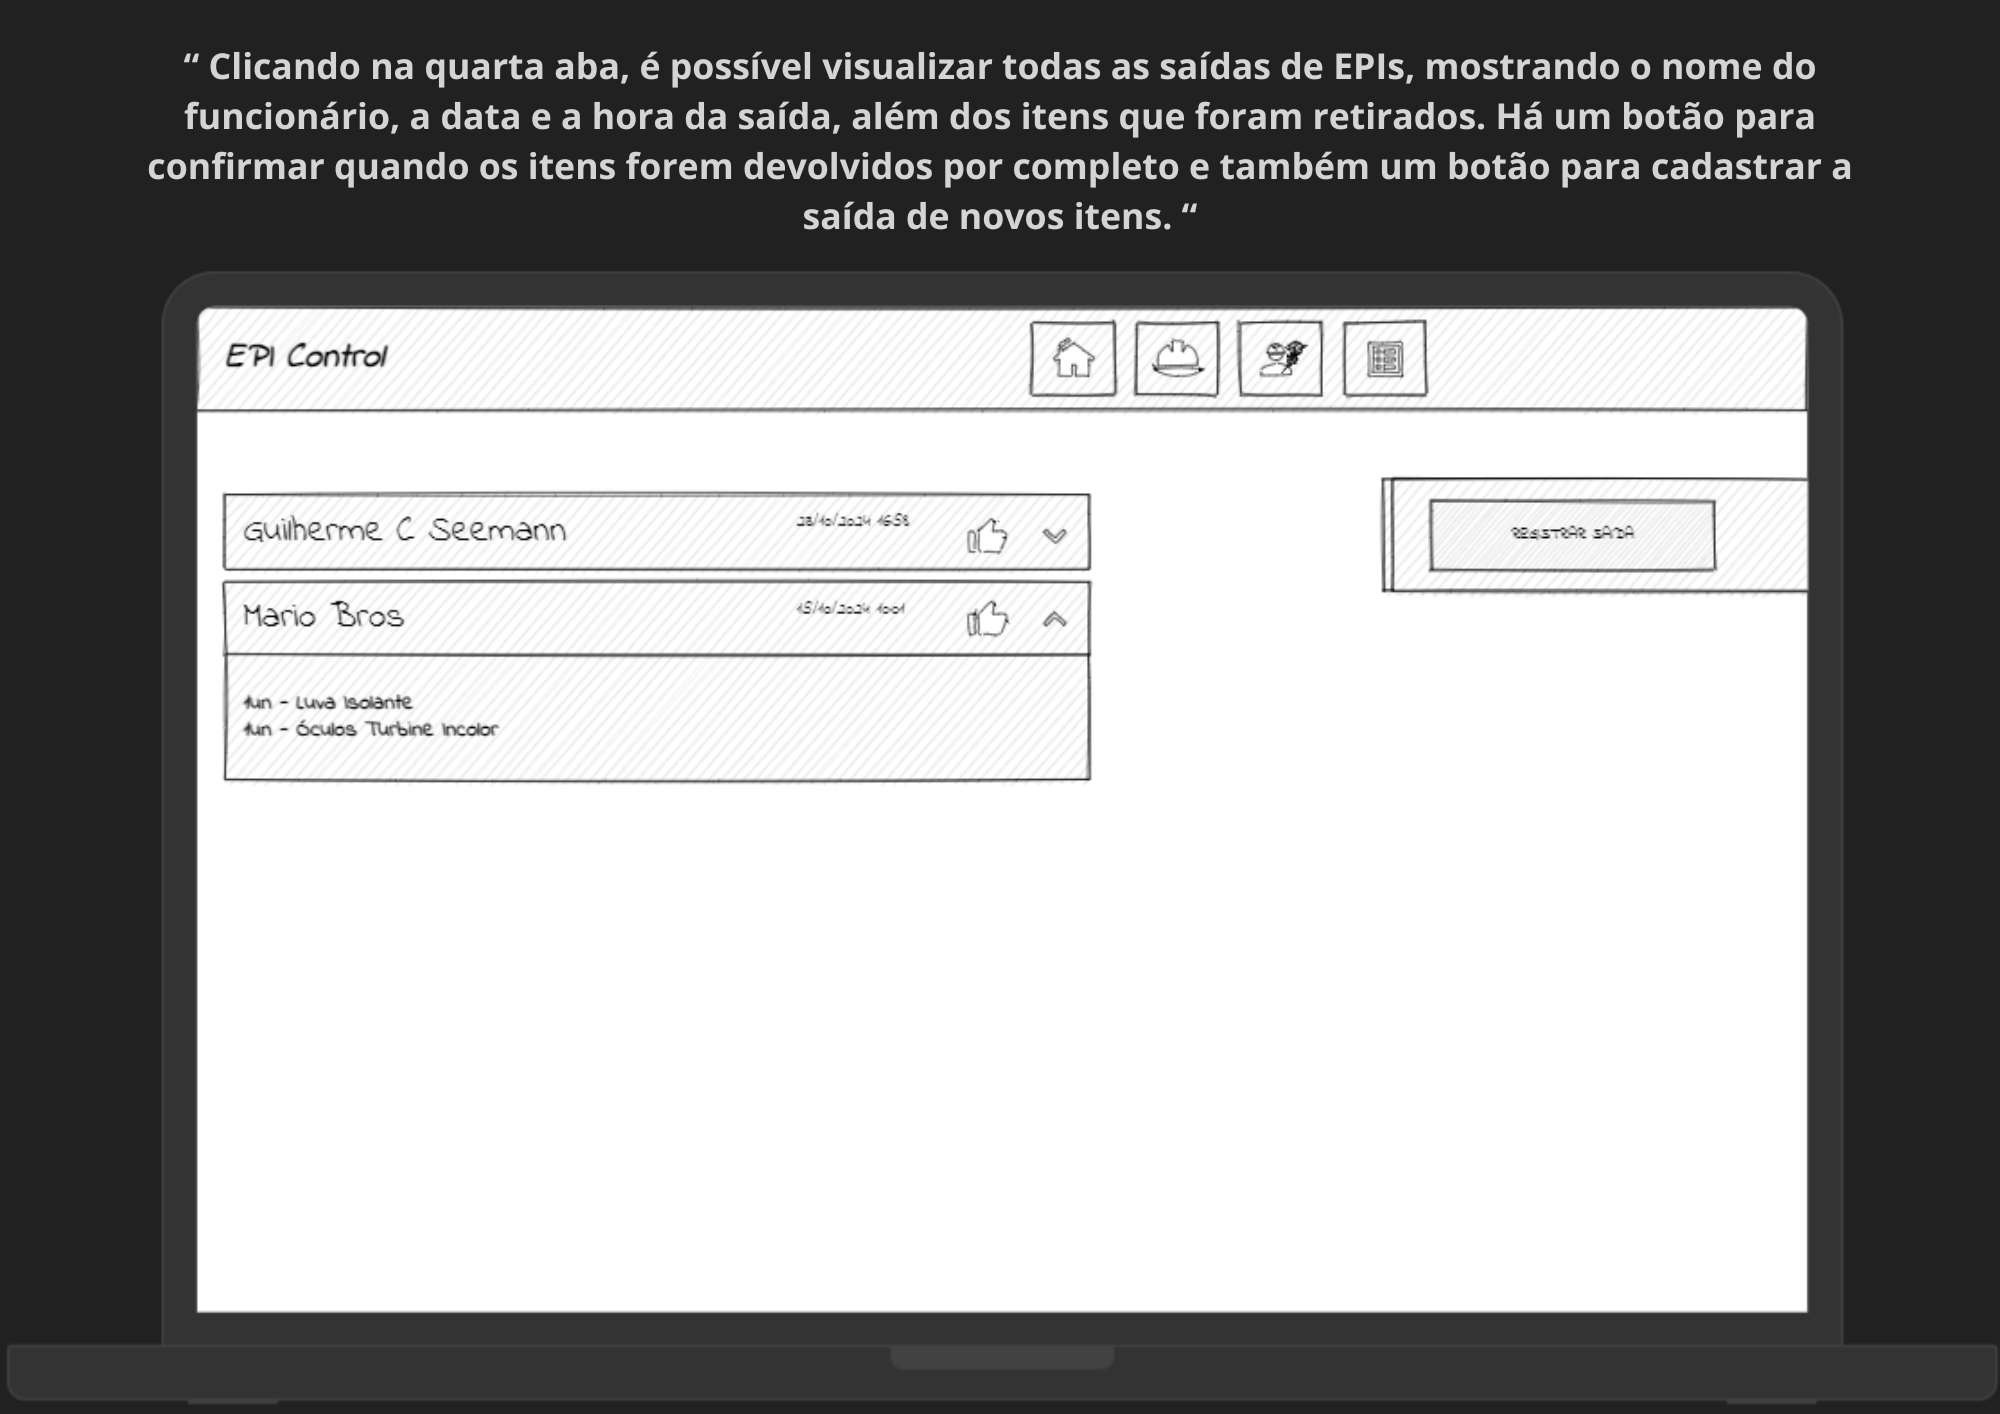 “ Clicando na quarta aba, é possível visualizar todas as saídas de EPIs, mostrando o nome do
funcionário, a data e a hora da saída, além dos itens que foram retirados. Há um botão para
confirmar quando os itens forem devolvidos por completo e também um botão para cadastrar a
saída de novos itens. “
EPI Control
Guilherme C Seemann
23/10/2024 16:58
REGISTRAR SAÍDA
Mario Bros
15/10/2024 10:01
1un - Luva Isolante
1un - Óculos Turbine Incolor